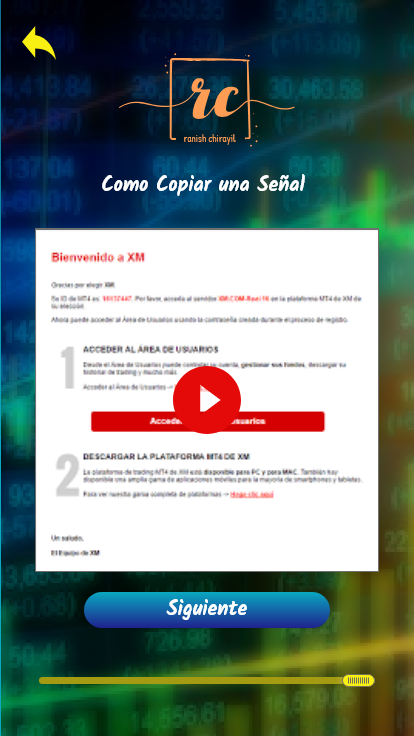 rc
ranish chirayil
Como Copiar una Señal
Bienvenido a XM
Gracias por elegir XM.
Su ID de MT4 es: Por favor, acceda al servidor XMCOM-Real 16 en la plataforma MT4 de XM de
su elección.
Ahora puede acceder al Área de Usuarios usando la contraseña creada durante el proceso de registro.
1
ACCEDER AL ÁREA DE USUARIOS
Desde el Área de Usuarios puede controlar su cuenta, gestionar sus fondos, descargar su
historial de trading y mucho más.
Acceder al Área de Usuarios ->
usuarios
2
DESCARGAR LA PLATAFORMA MT4 DE XM
La plataforma de trading MT4 de XM está disponible para PC y para MAC. También hay
disponible una amplia gama de aplicaciones móviles para la mayoría de smartphones y tabletas.
Para ver nuestra gama completa de plataformas -> Haga clic aquí
Un saludo,
El Equipo de XM
Siguiente